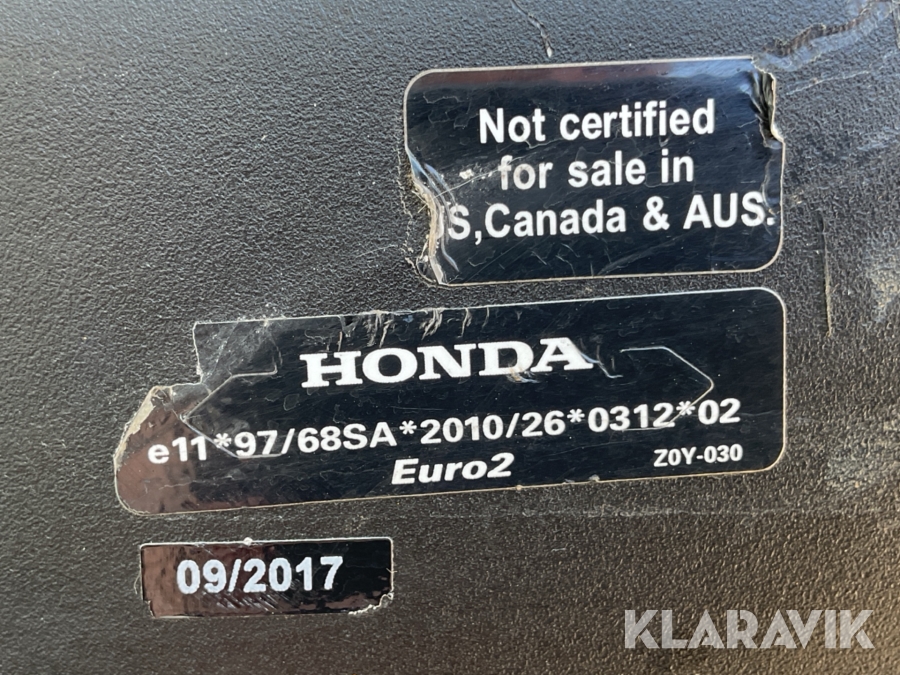 Not certified
for sale in
S,Canada & AUS.
HONDA
e11*97/68SA*2010/26*0312*02
Euro2 Z0Y-030
09/2017
KLARAVIK